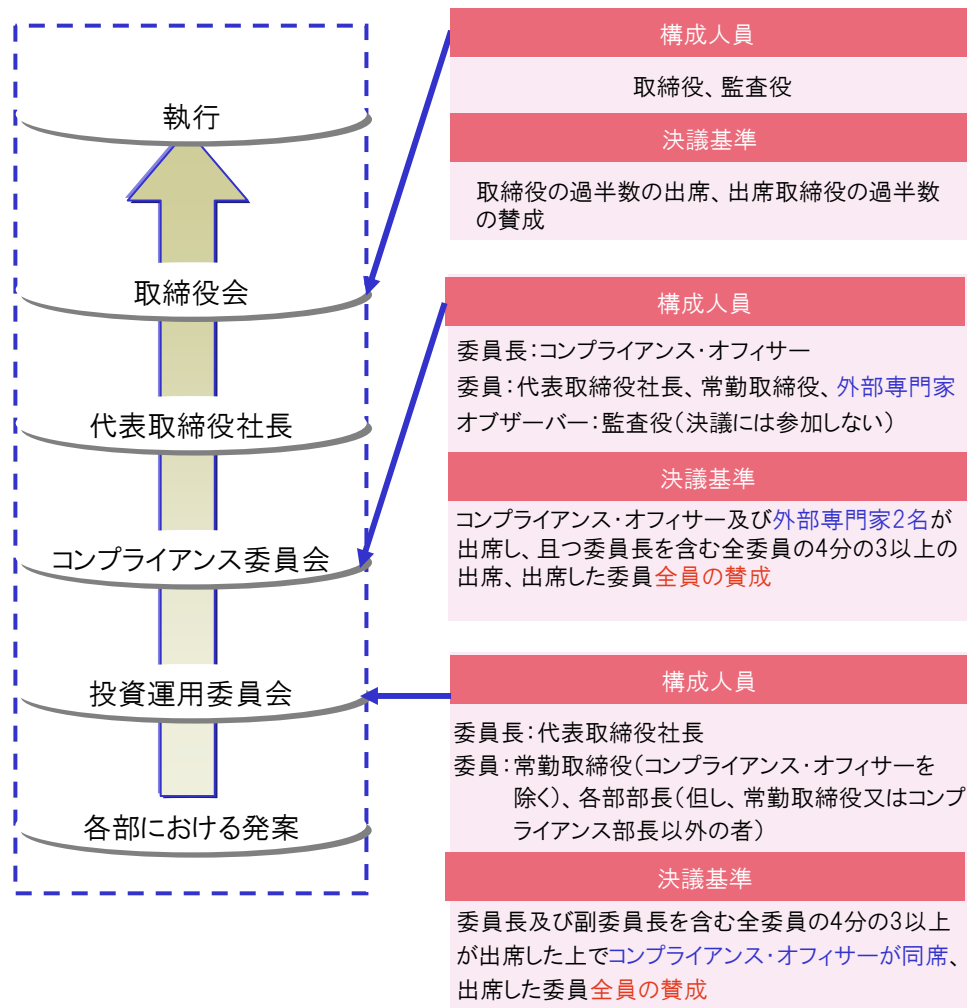 執行
取締役会
代表取締役社長
コンプライアンス委員会
投資運用委員会
各部における発案
構成人員
取締役、監査役
決議基準
取締役の過半数の出席、出席取締役の過半数
の賛成
構成人員
委員長：コンプライアンス・オフィサー
委員：代表取締役社長、常勤取締役、外部専門家
オブザーバー：監査役（決議には参加しない）
決議基準
コンプライアンス・オフィサー及び外部専門家2名が
出席し、且つ委員長を含む全委員の4分の3以上の
出席、出席した委員全員の賛成
構成人員
委員長：代表取締役社長
委員：常勤取締役（コンプライアンス・オフィサーを
除く）、各部部長（但し、常勤取締役又はコンプ
ライアンス部長以外の者）
決議基準
委員長及び副委員長を含む全委員の4分の3以上
が出席した上でコンプライアンス・オフィサーが同席、
出席した委員全員の賛成